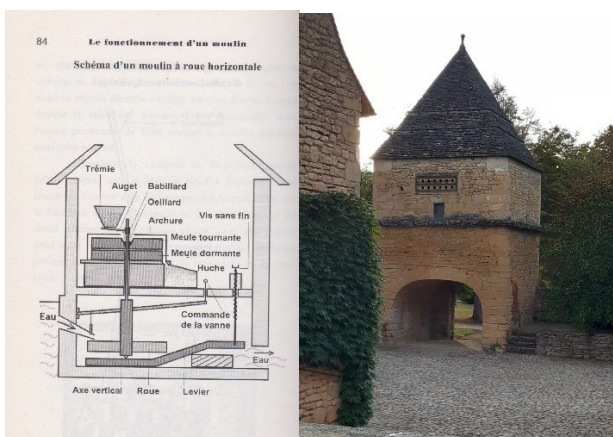 84 Le fonctionnement d'un moulin
Schéma d'un moulin à roue horizontale
Trémie
Auget
Babillard
Oeillard
Archure
Vis sans fin
Meule tournante
Meule dormante
Huche
Eau
Commande
de la vanne
Eau
Axe vertical Roue Levier